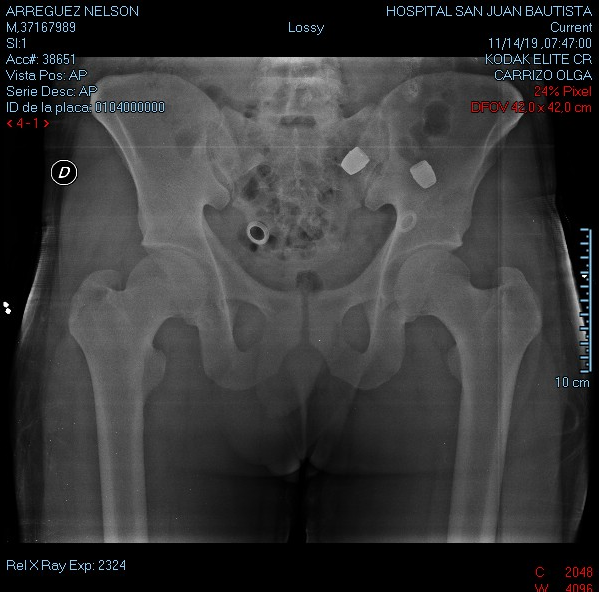 ARREGUEZ NELSON
M,37167989
SI:1
Acc#: 38651
Vista Pos: AP
Serie Desc: AP
ID de la placa: 0104000000
< 4 - 1 >
Lossy
HOSPITAL SAN JUAN BAUTISTA
Current
11/14/19 ,07:47:00
KODAK ELITE CR
CARRIZO OLGA
24% Pixel
DFOV 42,0 x 42,0 cm
D
10 cm
Rel X Ray Exp: 2324
C 2048
W 4096